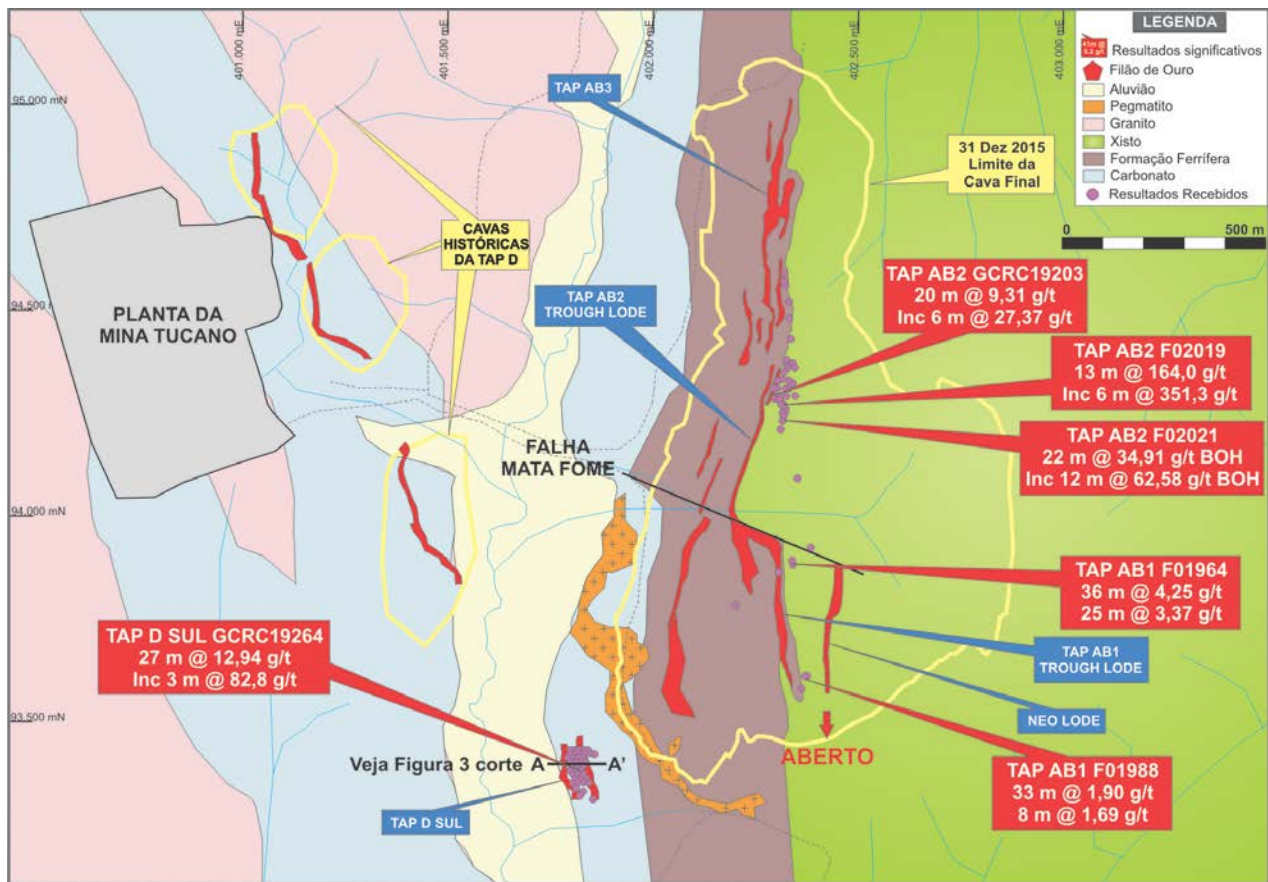 401.000 mE
401.500 mE
402.000 mE
402.500 mE
403.000 mE
95.000 mN
94.500 mN
94.000 mN
93.500 mN
LEGENDA
Resultados significativos
Filão de Ouro
Aluvião
Pegmatito
Granito
Xisto
Formação Ferrífera
Carbonato
Resultados Recebidos
0
500 m
TAP AB3
31 Dez 2015
Limite da
Cava Final
CAVAS
HISTÓRICAS
DA TAP D
PLANTA DA
MINA TUCANO
TAP AB2
TROUGH LODE
TAP AB2 GCRC19203
20 m @ 9,31 g/t
Inc 6 m @ 27,37 g/t
TAP AB2 F02019
13 m @ 164,0 g/t
Inc 6 m @ 351,3 g/t
TAP AB2 F02021
22 m @ 34,91 g/t BOH
Inc 12 m @ 62,58 g/t BOH
FALHA
MATA FOME
TAP AB1 F01964
36 m @ 4,25 g/t
25 m @ 3,37 g/t
TAP D SUL GCRC19264
27 m @ 12,94 g/t
Inc 3 m @ 82,8 g/t
TAP AB1
TROUGH LODE
NEO LODE
ABERTO
Veja Figura 3 corte A A'
TAP D SUL
TAP AB1 F01988
33 m @ 1,90 g/t
8 m @ 1,69 g/t